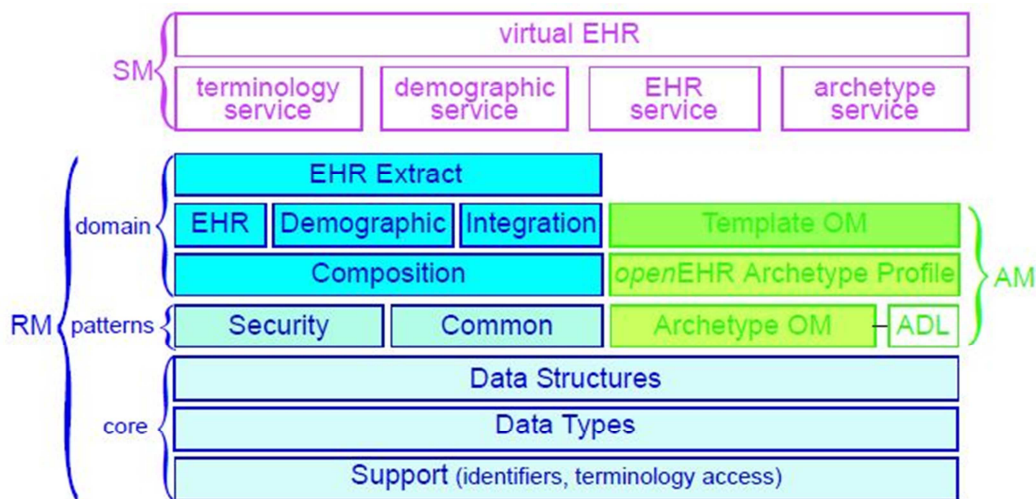 virtual EHR
SM
terminology service
demographic service
EHR service
archetype service
EHR Extract
domain
EHR
Demographic
Integration
Template OM
Composition
openEHR Archetype Profile
AM
RM
patterns
Security
Common
Archetype OM
ADL
Data Structures
core
Data Types
Support (identifiers, terminology access)